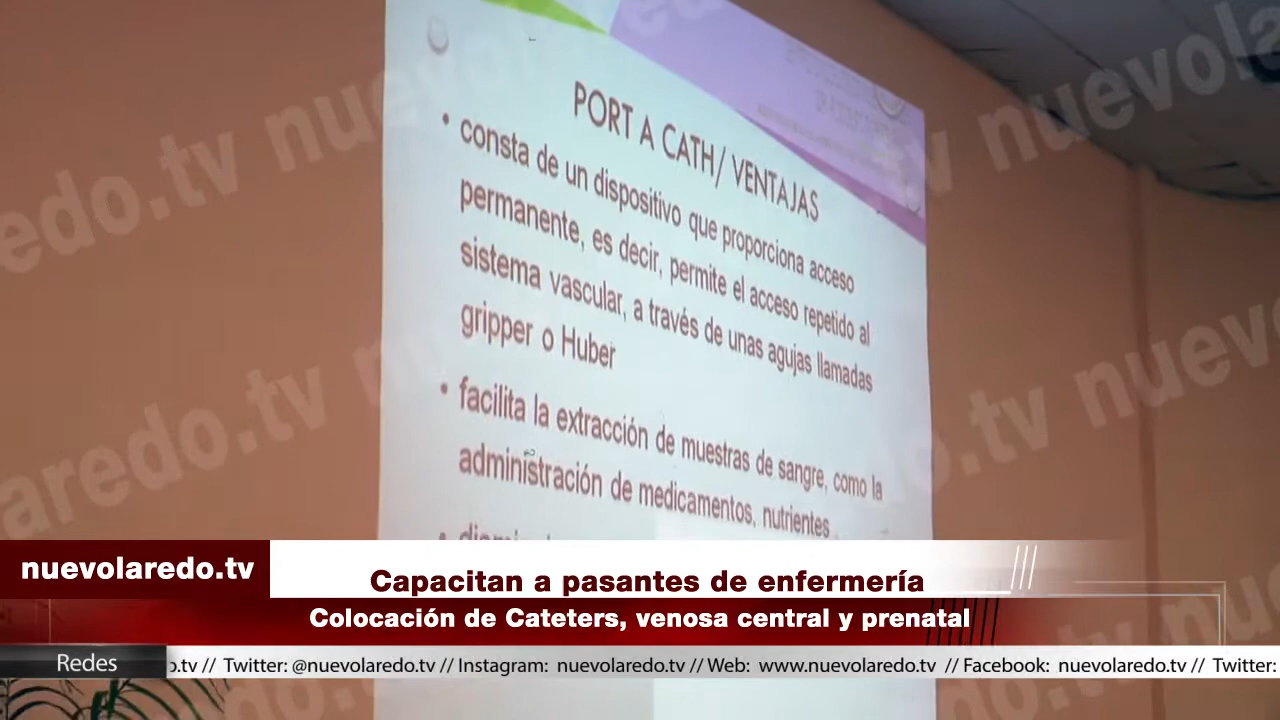 PORT A CATH/ VENTAJAS
• consta de un dispositivo que proporciona acceso
permanente, es decir, permite el acceso repetido al
sistema vascular, a través de unas agujas llamadas
gripper o Huber
• facilita la extracción de muestras de sangre, como la
administración de medicamentos, nutrientes
nuevolaredo.tv
Capacitan a pasantes de enfermería
Colocación de Cateters, venosa central y prenatal
Redes
o.tv // Twitter: @nuevolaredo.tv // Instagram: nuevolaredo.tv // Web: www.nuevolaredo.tv // Facebook: nuevolaredo.tv // Twitter: